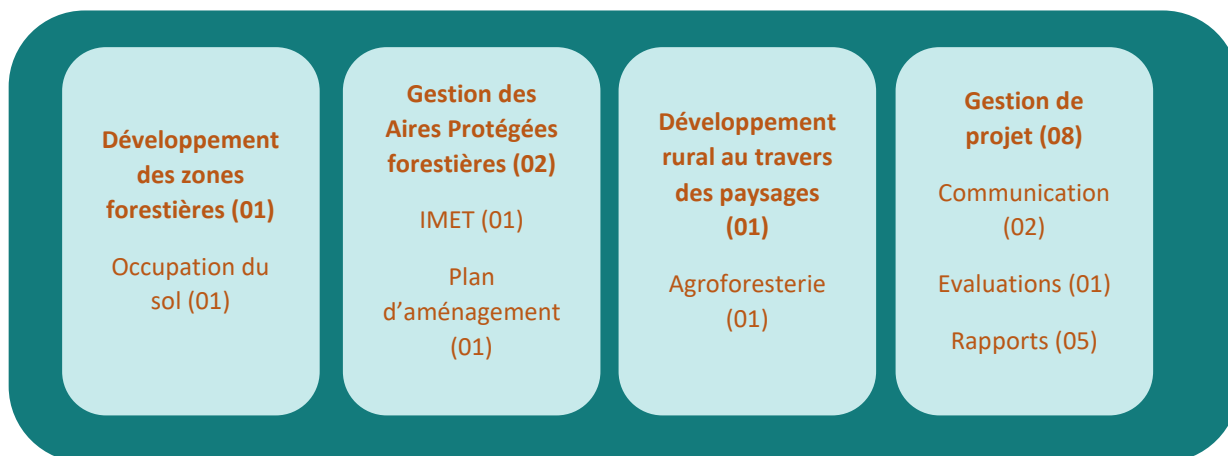 Développement
des zones
forestières (01)
Occupation du
sol (01)
Gestion des
Aires Protégées
forestières (02)
IMET (01)
Plan
d’aménagement
(01)
Développement
rural au travers
des paysages
(01)
Agroforesterie
(01)
Gestion de
projet (08)
Communication
(02)
Evaluations (01)
Rapports (05)